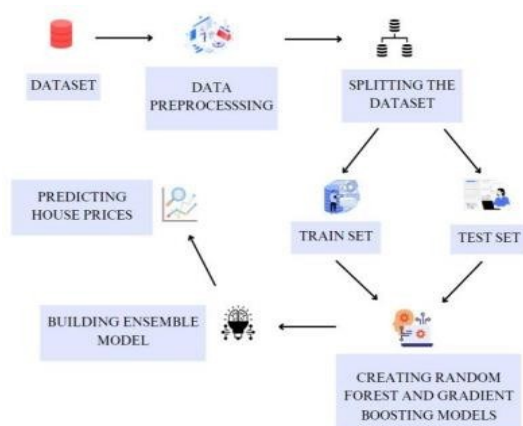 DATASET
DATA
PREPROCESSSING
SPLITTING THE
DATASET
TRAIN SET
TEST SET
CREATING RANDOM
FOREST AND GRADIENT
BOOSTING MODELS
BUILDING ENSEMBLE
MODEL
PREDICTING
HOUSE PRICES